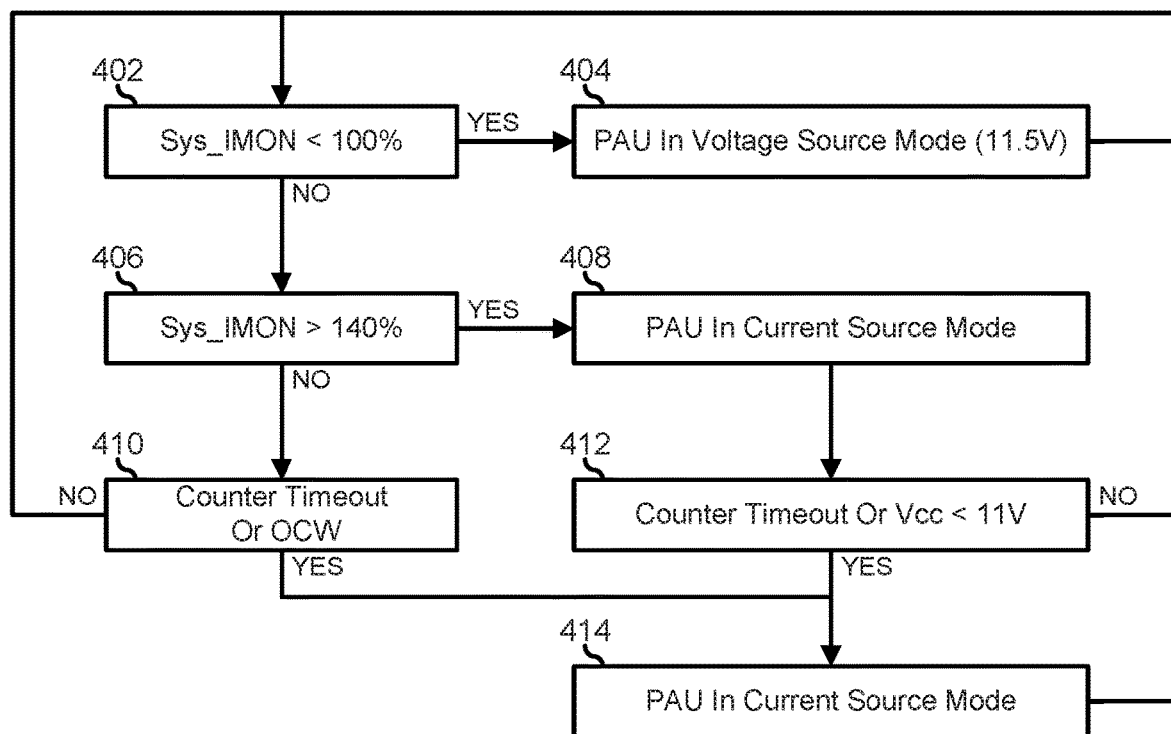 402
Sys_IMON < 100%
YES
404
PAU In Voltage Source Mode (11.5V)
NO
406
Sys_IMON > 140%
YES
408
PAU In Current Source Mode
NO
410
NO
Counter Timeout
Or OCW
YES
412
Counter Timeout Or Vcc < 11V
NO
YES
414
PAU In Current Source Mode